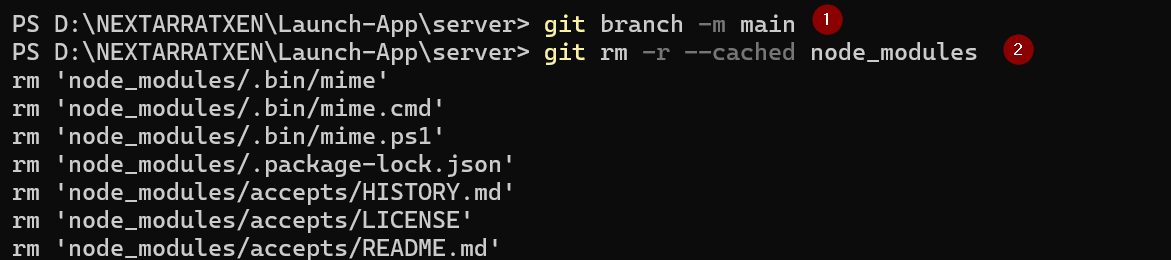 PS D:\NEXTARRATXEN\Launch-App\server> git branch -m main 1
PS D:\NEXTARRATXEN\Launch-App\server> git rm -r --cached node_modules 2
rm 'node_modules/.bin/mime'
rm 'node_modules/.bin/mime.cmd'
rm 'node_modules/.bin/mime.ps1'
rm 'node_modules/.package-lock.json'
rm 'node_modules/accepts/HISTORY.md'
rm 'node_modules/accepts/LICENSE'
rm 'node_modules/accepts/README.md'